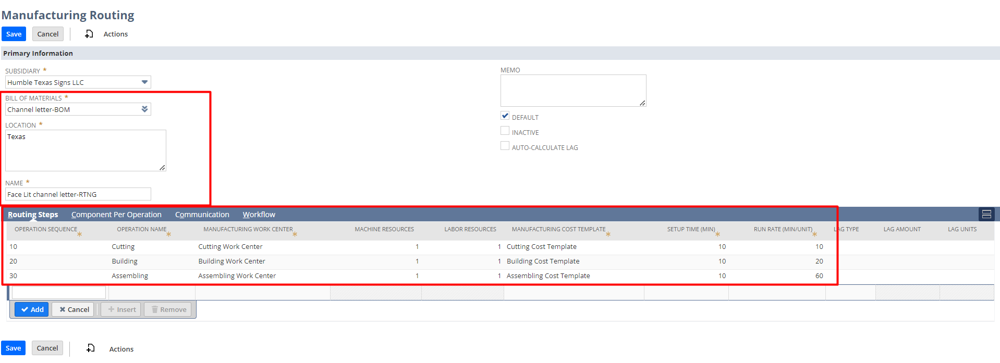 Manufacturing Routing
Save Cancel Actions
Primary Information
SUBSIDIARY *
Humble Texas Signs LLC
BILL OF MATERIALS *
Channel letter-BOM
LOCATION *
Texas
NAME *
Face Lit channel letter-RTNG
MEMO
DEFAULT
INACTIVE
AUTO-CALCULATE LAG
Routing Steps Component Per Operation Communication Workflow
OPERATION SEQUENCE * OPERATION NAME * MANUFACTURING WORK CENTER * MACHINE RESOURCES LABOR RESOURCES MANUFACTURING COST TEMPLATE * SETUP TIME (MIN) * RUN RATE (MIN/UNIT) * LAG TYPE LAG AMOUNT LAG UNITS
10 Cutting Cutting Work Center 1 1 Cutting Cost Template 10 10
20 Building Building Work Center 1 1 Building Cost Template 10 20
30 Assembling Assembling Work Center 1 1 Assembling Cost Template 10 60
Add Cancel Insert Remove
Save Cancel Actions